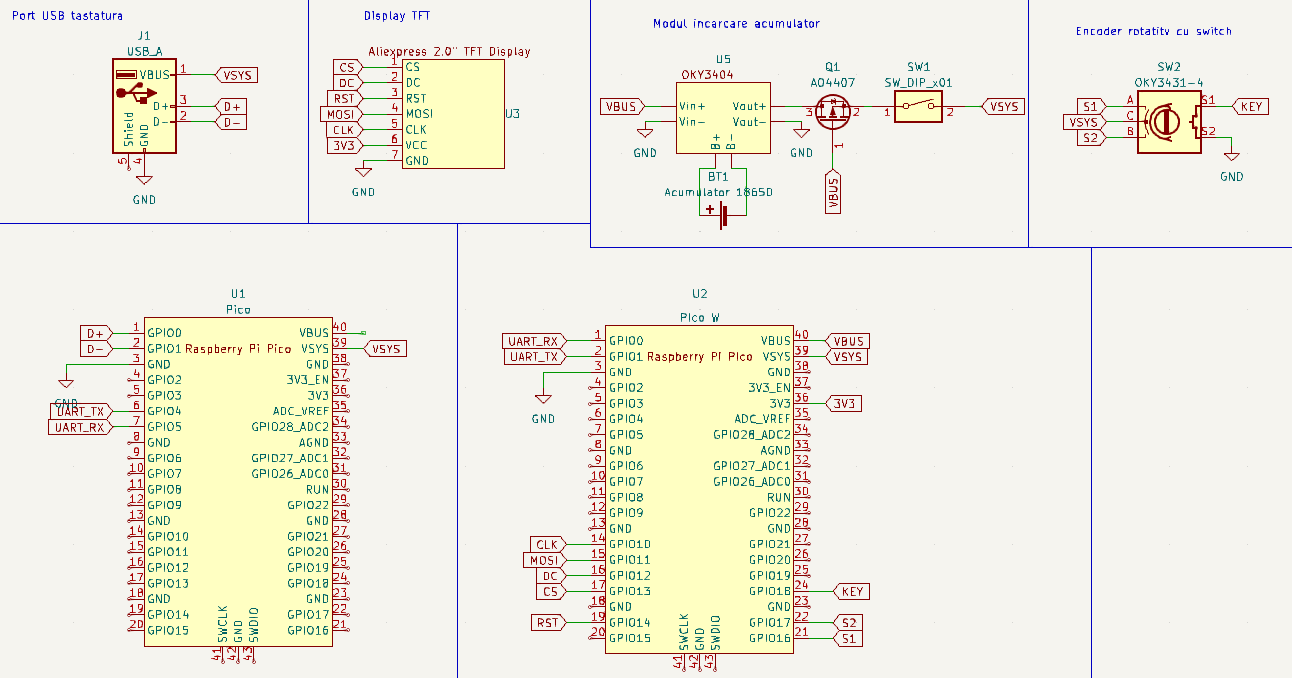 Port USB tastatura
J1
USB_A
VBUS
1
VSYS
D+
3
D+
D-
2
D-
Shield
GND
5
4
GND
Display TFT
Aliexpress 2.0" TFT Display
CS
1
CS
DC
2
DC
RST
3
RST
MOSI
4
MOSI
U3
CLK
5
CLK
3V3
6
VCC
7
GND
GND
Modul incarcare acumulator
U5
OKY3404
VBUS
Vin+
Vout+
Vin-
Vout-
B+
B-
GND
GND
BT1
Acumulator 18650
+
Q1
AO4407
3
2
1
VBUS
SW1
SW_DIP_x01
1
2
VSYS
Encoder rotativ cu switch
SW2
OKY3431-4
S1
A
S1
KEY
VSYS
C
S2
B
S2
GND
U1
Pico
D+
1
GPIO0
VBUS
40
D-
2
GPIO1
Raspberry Pi Pico
VSYS
39
VSYS
3
GND
GND
38
4
GPIO2
3V3_EN
37
GND
5
GPIO3
3V3
36
UART_TX
6
GPIO4
ADC_VREF
35
UART_RX
7
GPIO5
GPIO28_ADC2
34
8
GND
AGND
33
9
GPIO6
GPIO27_ADC1
32
10
GPIO7
GPIO26_ADC0
31
11
GPIO8
RUN
30
12
GPIO9
GPIO22
29
13
GND
GND
28
14
GPIO10
GPIO21
27
15
GPIO11
GPIO20
26
16
GPIO12
GPIO19
25
17
GPIO13
GPIO18
24
18
GND
GND
23
19
GPIO14
GPIO17
22
20
GPIO15
GPIO16
21
SWCLK
GND
SWDIO
41
42
43
U2
Pico W
UART_RX
1
GPIO0
VBUS
40
VBUS
UART_TX
2
GPIO1
Raspberry Pi Pico
VSYS
39
VSYS
3
GND
GND
38
4
GPIO2
3V3_EN
37
5
GPIO3
3V3
36
3V3
GND
6
GPIO4
ADC_VREF
35
7
GPIO5
GPIO28_ADC2
34
8
GND
AGND
33
9
GPIO6
GPIO27_ADC1
32
10
GPIO7
GPIO26_ADC0
31
11
GPIO8
RUN
30
12
GPIO9
GPIO22
29
13
GND
GND
28
CLK
14
GPIO10
GPIO21
27
MOSI
15
GPIO11
GPIO20
26
DC
16
GPIO12
GPIO19
25
CS
17
GPIO13
GPIO18
24
KEY
18
GND
GND
23
RST
19
GPIO14
GPIO17
22
S2
20
GPIO15
GPIO16
21
S1
SWCLK
GND
SWDIO
41
42
43